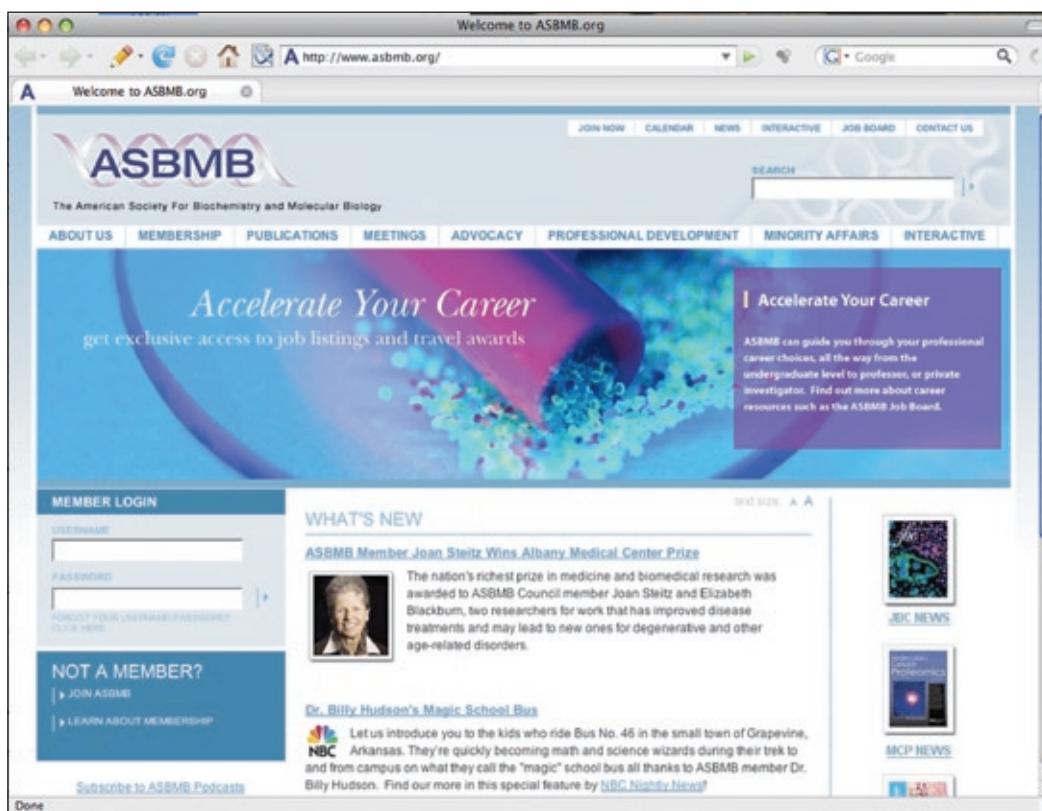 Welcome to ASBMB.org
A http://www.asbmb.org/
G Google
A Welcome to ASBMB.org
JOIN NOW CALENDAR NEWS INTERACTIVE JOB BOARD CONTACT US
ASBMB
SEARCH
The American Society For Biochemistry and Molecular Biology
ABOUT US MEMBERSHIP PUBLICATIONS MEETINGS ADVOCACY PROFESSIONAL DEVELOPMENT MINORITY AFFAIRS INTERACTIVE
Accelerate Your Career
get exclusive access to job listings and travel awards
Accelerate Your Career
ASBMB can guide you through your professional
career choices, all the way from the
undergraduate level to professor, or private
investigator. Find out more about career
resources such as the ASBMB Job Board.
MEMBER LOGIN
USERNAME
PASSWORD
FORGOT YOUR USERNAME/PASSWORD?
CLICK HERE
NOT A MEMBER?
JOIN ASBMB
LEARN ABOUT MEMBERSHIP
Subscribe to ASBMB Podcasts
text size: A A
WHAT'S NEW
ASBMB Member Joan Steitz Wins Albany Medical Center Prize
The nation's richest prize in medicine and biomedical research was
awarded to ASBMB Council member Joan Steitz and Elizabeth
Blackburn, two researchers for work that has improved disease
treatments and may lead to new ones for degenerative and other
age-related disorders.
Dr. Billy Hudson's Magic School Bus
NBC
Let us introduce you to the kids who ride Bus No. 46 in the small town of Grapevine,
Arkansas. They're quickly becoming math and science wizards during their trek to
and from campus on what they call the "magic" school bus all thanks to ASBMB member Dr.
Billy Hudson. Find our more in this special feature by NBC Nightly News!
jbc
JBC NEWS
Proteomics
MCP NEWS
Done